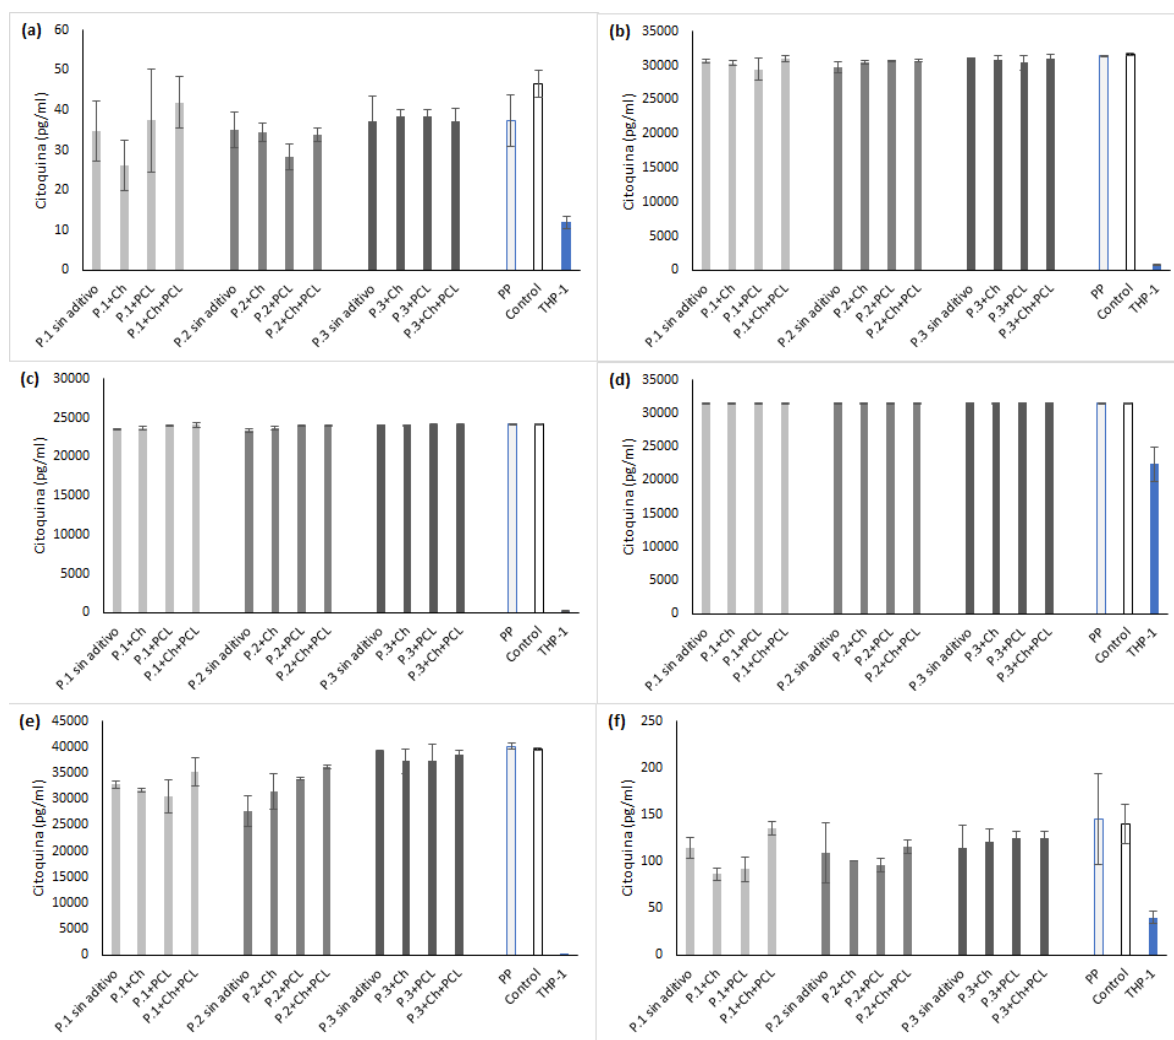 (a)
Citoquina (pg/ml)
60
50
40
30
20
10
0
P.1 sin aditivo
P.1+Ch
P.1+PCL
P.1+Ch+PCL
P.2 sin aditivo
P.2+Ch
P.2+PCL
P.2+Ch+PCL
P.3 sin aditivo
P.3+Ch
P.3+PCL
P.3+Ch+PCL
PP
Control
THP-1
(b)
Citoquina (pg/ml)
35000
30000
25000
20000
15000
10000
5000
0
P.1 sin aditivo
P.1+Ch
P.1+PCL
P.1+Ch+PCL
P.2 sin aditivo
P.2+Ch
P.2+PCL
P.2+Ch+PCL
P.3 sin aditivo
P.3+Ch
P.3+PCL
P.3+Ch+PCL
PP
Control
THP-1
(c)
Citoquina (pg/ml)
30000
25000
20000
15000
10000
5000
0
P.1 sin aditivo
P.1+Ch
P.1+PCL
P.1+Ch+PCL
P.2 sin aditivo
P.2+Ch
P.2+PCL
P.2+Ch+PCL
P.3 sin aditivo
P.3+Ch
P.3+PCL
P.3+Ch+PCL
PP
Control
THP-1
(d)
Citoquina (pg/ml)
35000
30000
25000
20000
15000
10000
5000
0
P.1 sin aditivo
P.1+Ch
P.1+PCL
P.1+Ch+PCL
P.2 sin aditivo
P.2+Ch
P.2+PCL
P.2+Ch+PCL
P.3 sin aditivo
P.3+Ch
P.3+PCL
P.3+Ch+PCL
PP
Control
THP-1
(e)
Citoquina (pg/ml)
45000
40000
35000
30000
25000
20000
15000
10000
5000
0
P.1 sin aditivo
P.1+Ch
P.1+PCL
P.1+Ch+PCL
P.2 sin aditivo
P.2+Ch
P.2+PCL
P.2+Ch+PCL
P.3 sin aditivo
P.3+Ch
P.3+PCL
P.3+Ch+PCL
PP
Control
THP-1
(f)
Citoquina (pg/ml)
250
200
150
100
50
0
P.1 sin aditivo
P.1+Ch
P.1+PCL
P.1+Ch+PCL
P.2 sin aditivo
P.2+Ch
P.2+PCL
P.2+Ch+PCL
P.3 sin aditivo
P.3+Ch
P.3+PCL
P.3+Ch+PCL
PP
Control
THP-1